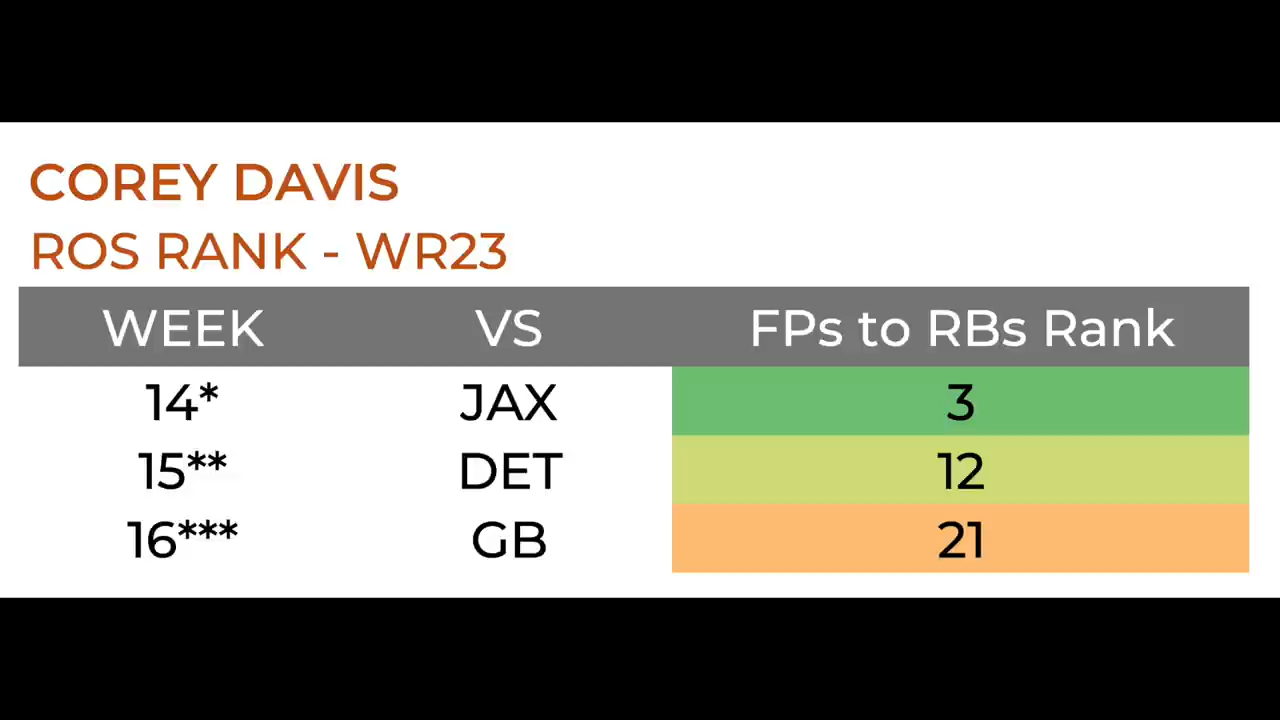 COREY DAVIS
ROS RANK - WR23
WEEK VS FPs to RBs Rank
14* JAX 3
15** DET 12
16*** GB 21